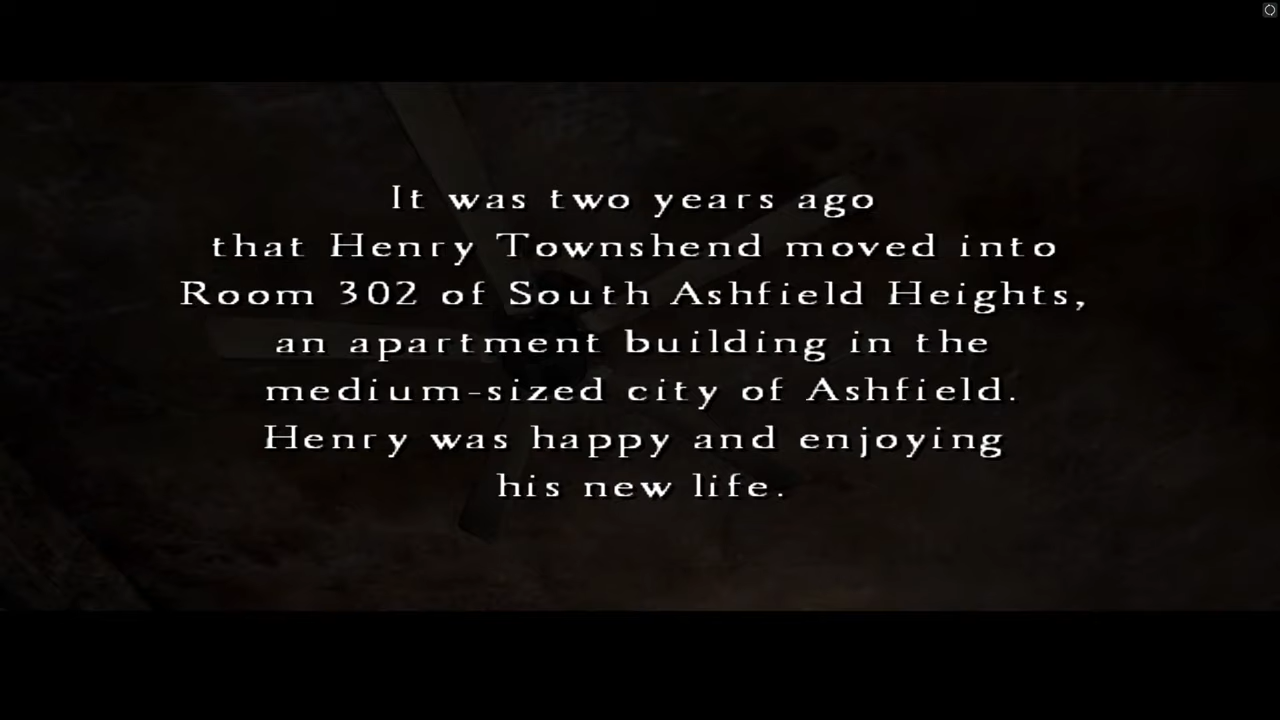 It was two years ago
that Henry Townshend moved into
Room 302 of South Ashfield Heights,
an apartment building in the
medium-sized city of Ashfield.
Henry was happy and enjoying
his new life.